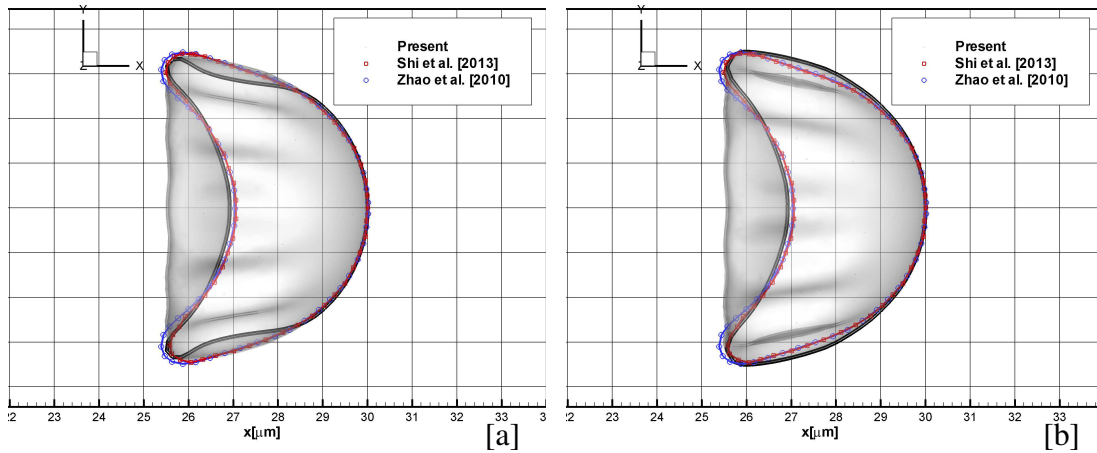 Y
Z X
Present
Shi et al. [2013]
Zhao et al. [2010]
22 23 24 25 26 27 28 29 30 31 32 33
x[μm]
[a]
Y
Z X
Present
Shi et al. [2013]
Zhao et al. [2010]
22 23 24 25 26 27 28 29 30 31 32 33
x[μm]
[b]